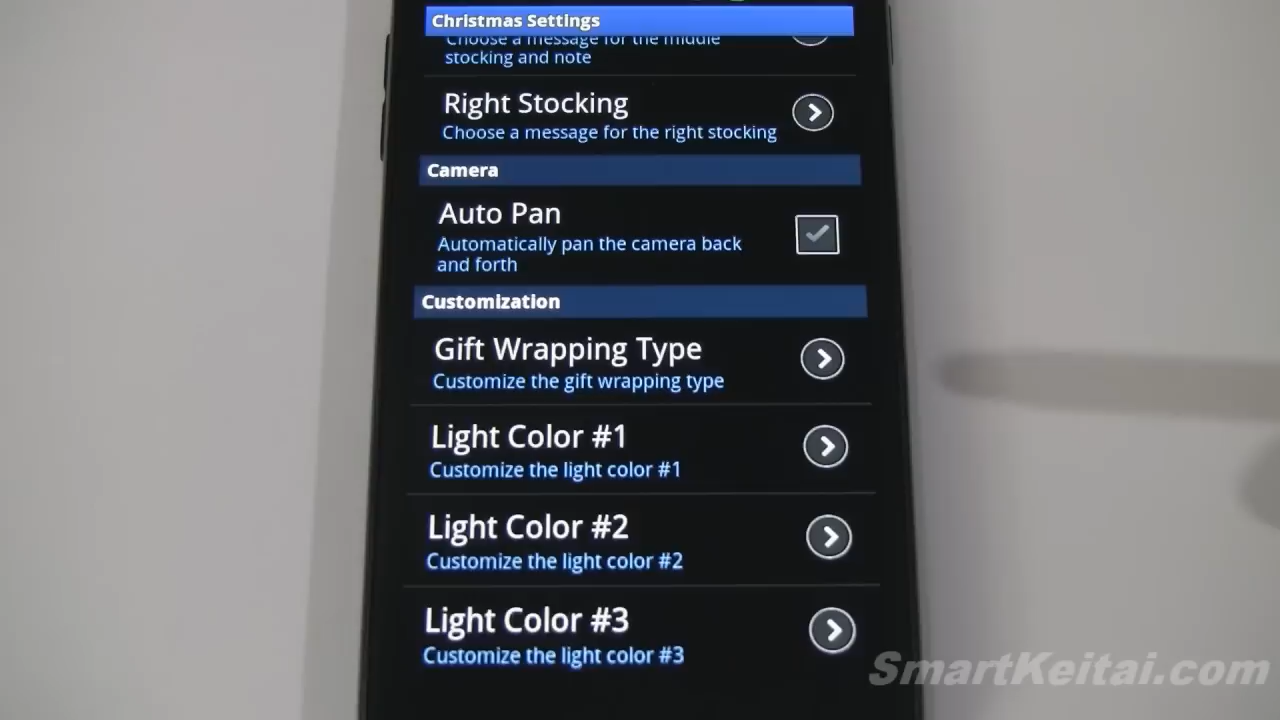 Christmas Settings
Choose a message for the middle
stocking and note
Right Stocking
Choose a message for the right stocking
Camera
Auto Pan
Automatically pan the camera back
and forth
Customization
Gift Wrapping Type
Customize the gift wrapping type
Light Color #1
Customize the light color #1
Light Color #2
Customize the light color #2
Light Color #3
Customize the light color #3
SmartKeitai.com